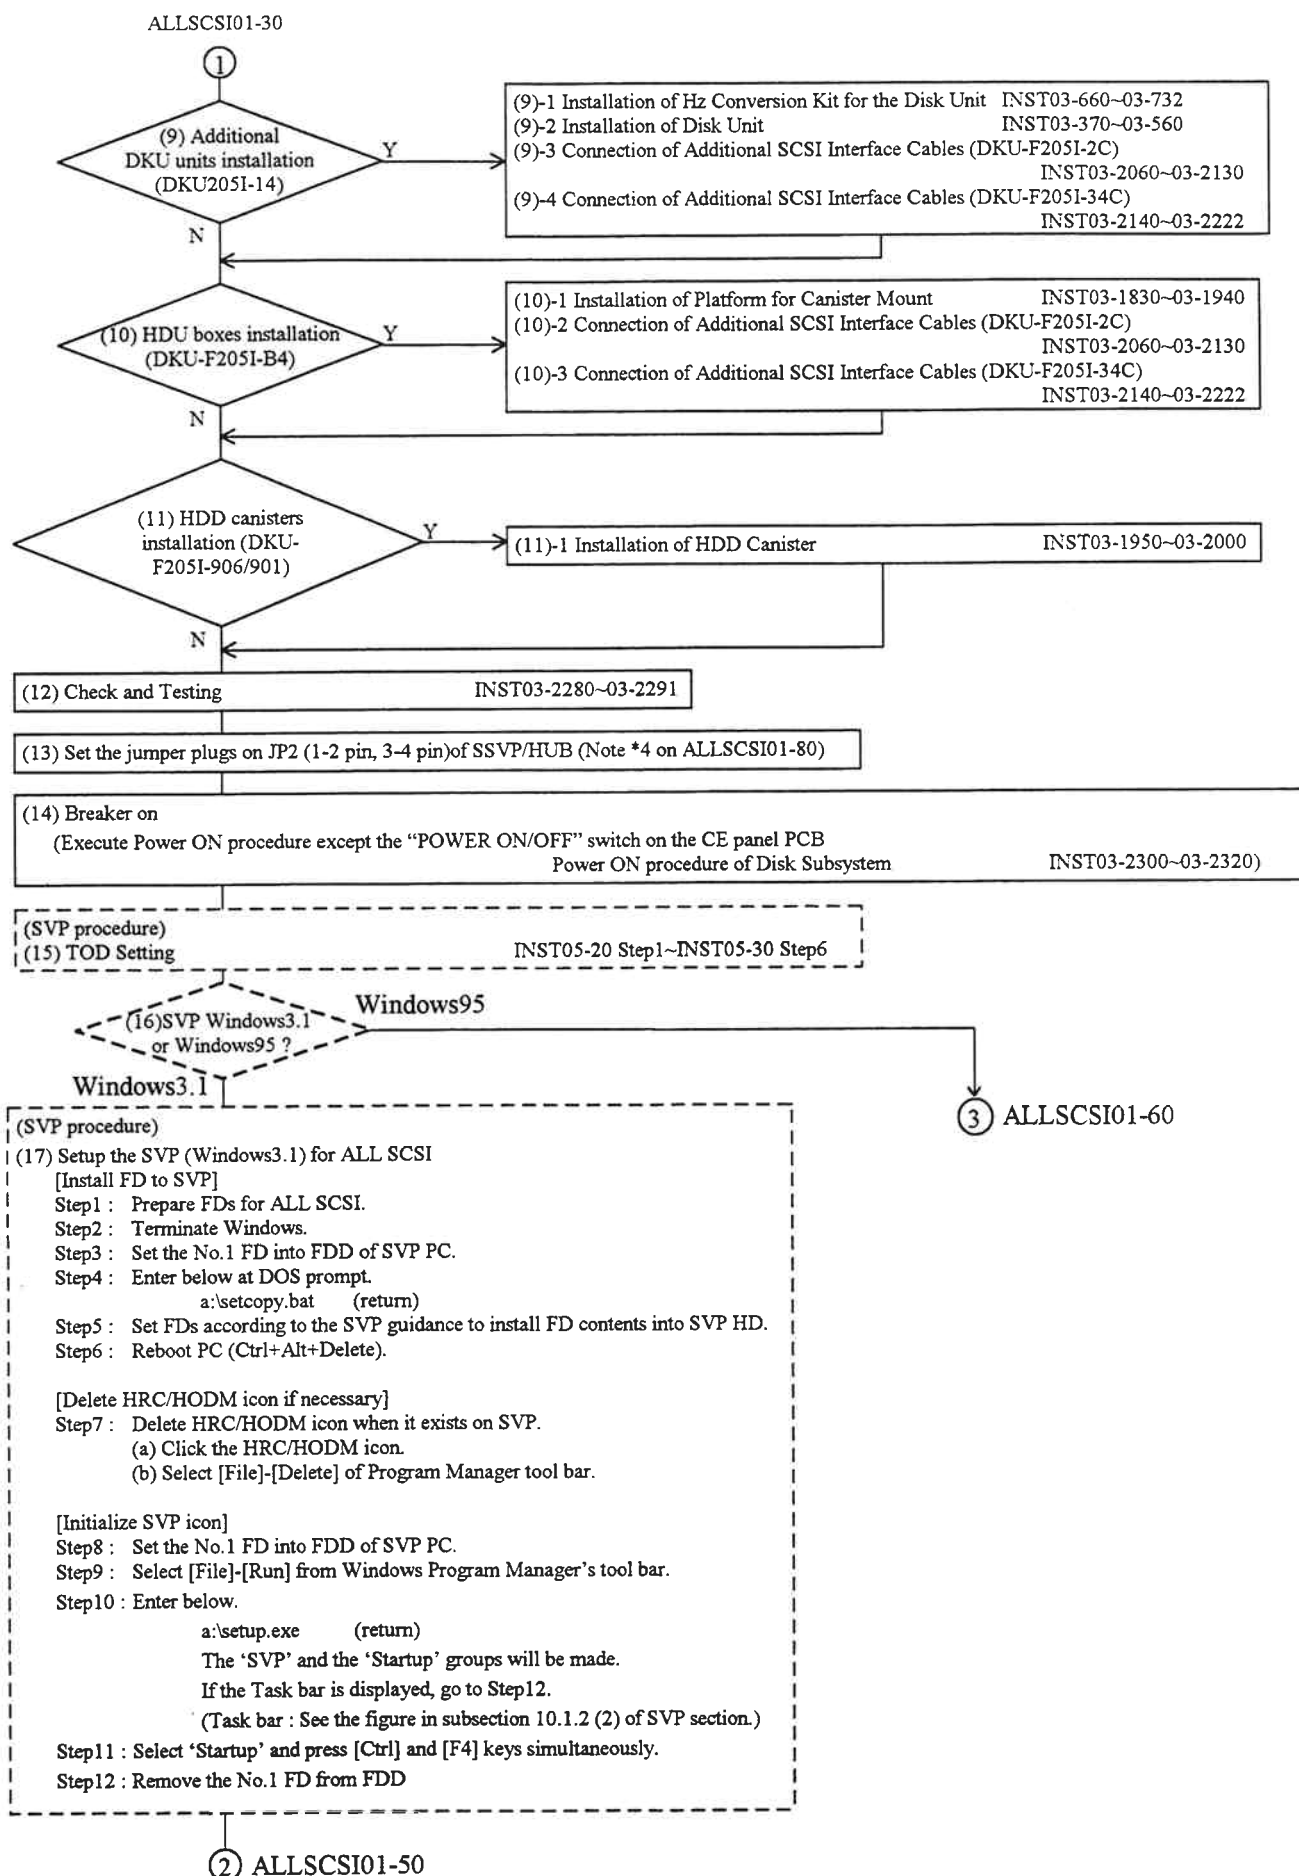 ALLSCSI01-30
1
(9) Additional
DKU units installation
(DKU205I-14)
Y
N
(9)-1 Installation of Hz Conversion Kit for the Disk Unit INST03-660~03-732
(9)-2 Installation of Disk Unit INST03-370~03-560
(9)-3 Connection of Additional SCSI Interface Cables (DKU-F205I-2C)
INST03-2060~03-2130
(9)-4 Connection of Additional SCSI Interface Cables (DKU-F205I-34C)
INST03-2140~03-2222
(10) HDU boxes installation
(DKU-F205I-B4)
Y
N
(10)-1 Installation of Platform for Canister Mount INST03-1830~03-1940
(10)-2 Connection of Additional SCSI Interface Cables (DKU-F205I-2C)
INST03-2060~03-2130
(10)-3 Connection of Additional SCSI Interface Cables (DKU-F205I-34C)
INST03-2140~03-2222
(11) HDD canisters
installation (DKU-
F205I-906/901)
Y
N
(11)-1 Installation of HDD Canister INST03-1950~03-2000
(12) Check and Testing INST03-2280~03-2291
(13) Set the jumper plugs on JP2 (1-2 pin, 3-4 pin)of SSVP/HUB (Note *4 on ALLSCSI01-80)
(14) Breaker on
(Execute Power ON procedure except the “POWER ON/OFF” switch on the CE panel PCB
Power ON procedure of Disk Subsystem INST03-2300~03-2320)
(SVP procedure)
(15) TOD Setting INST05-20 Step1~INST05-30 Step6
(16)SVP Windows3.1
or Windows95 ?
Windows95
Windows3.1
3 ALLSCSI01-60
(SVP procedure)
(17) Setup the SVP (Windows3.1) for ALL SCSI
[Install FD to SVP]
Step1 : Prepare FDs for ALL SCSI.
Step2 : Terminate Windows.
Step3 : Set the No.1 FD into FDD of SVP PC.
Step4 : Enter below at DOS prompt.
a:\setcopy.bat (return)
Step5 : Set FDs according to the SVP guidance to install FD contents into SVP HD.
Step6 : Reboot PC (Ctrl+Alt+Delete).
[Delete HRC/HODM icon if necessary]
Step7 : Delete HRC/HODM icon when it exists on SVP.
(a) Click the HRC/HODM icon.
(b) Select [File]-[Delete] of Program Manager tool bar.
[Initialize SVP icon]
Step8 : Set the No.1 FD into FDD of SVP PC.
Step9 : Select [File]-[Run] from Windows Program Manager’s tool bar.
Step10 : Enter below.
a:\setup.exe (return)
The ‘SVP’ and the ‘Startup’ groups will be made.
If the Task bar is displayed, go to Step12.
(Task bar : See the figure in subsection 10.1.2 (2) of SVP section.)
Step11 : Select ‘Startup’ and press [Ctrl] and [F4] keys simultaneously.
Step12 : Remove the No.1 FD from FDD
2 ALLSCSI01-50